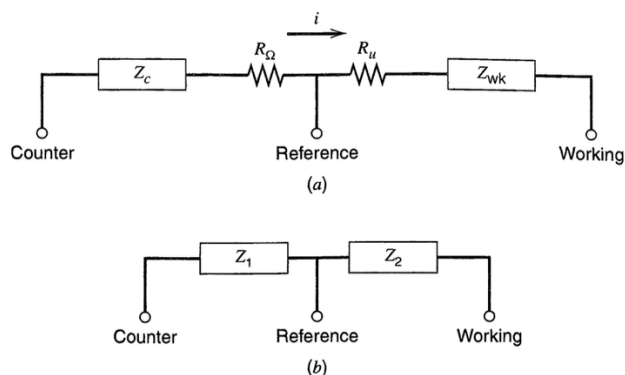 i
Z_c R_Ω R_u Z_wk
Counter Reference Working
(a)
Z_1 Z_2
Counter Reference Working
(b)